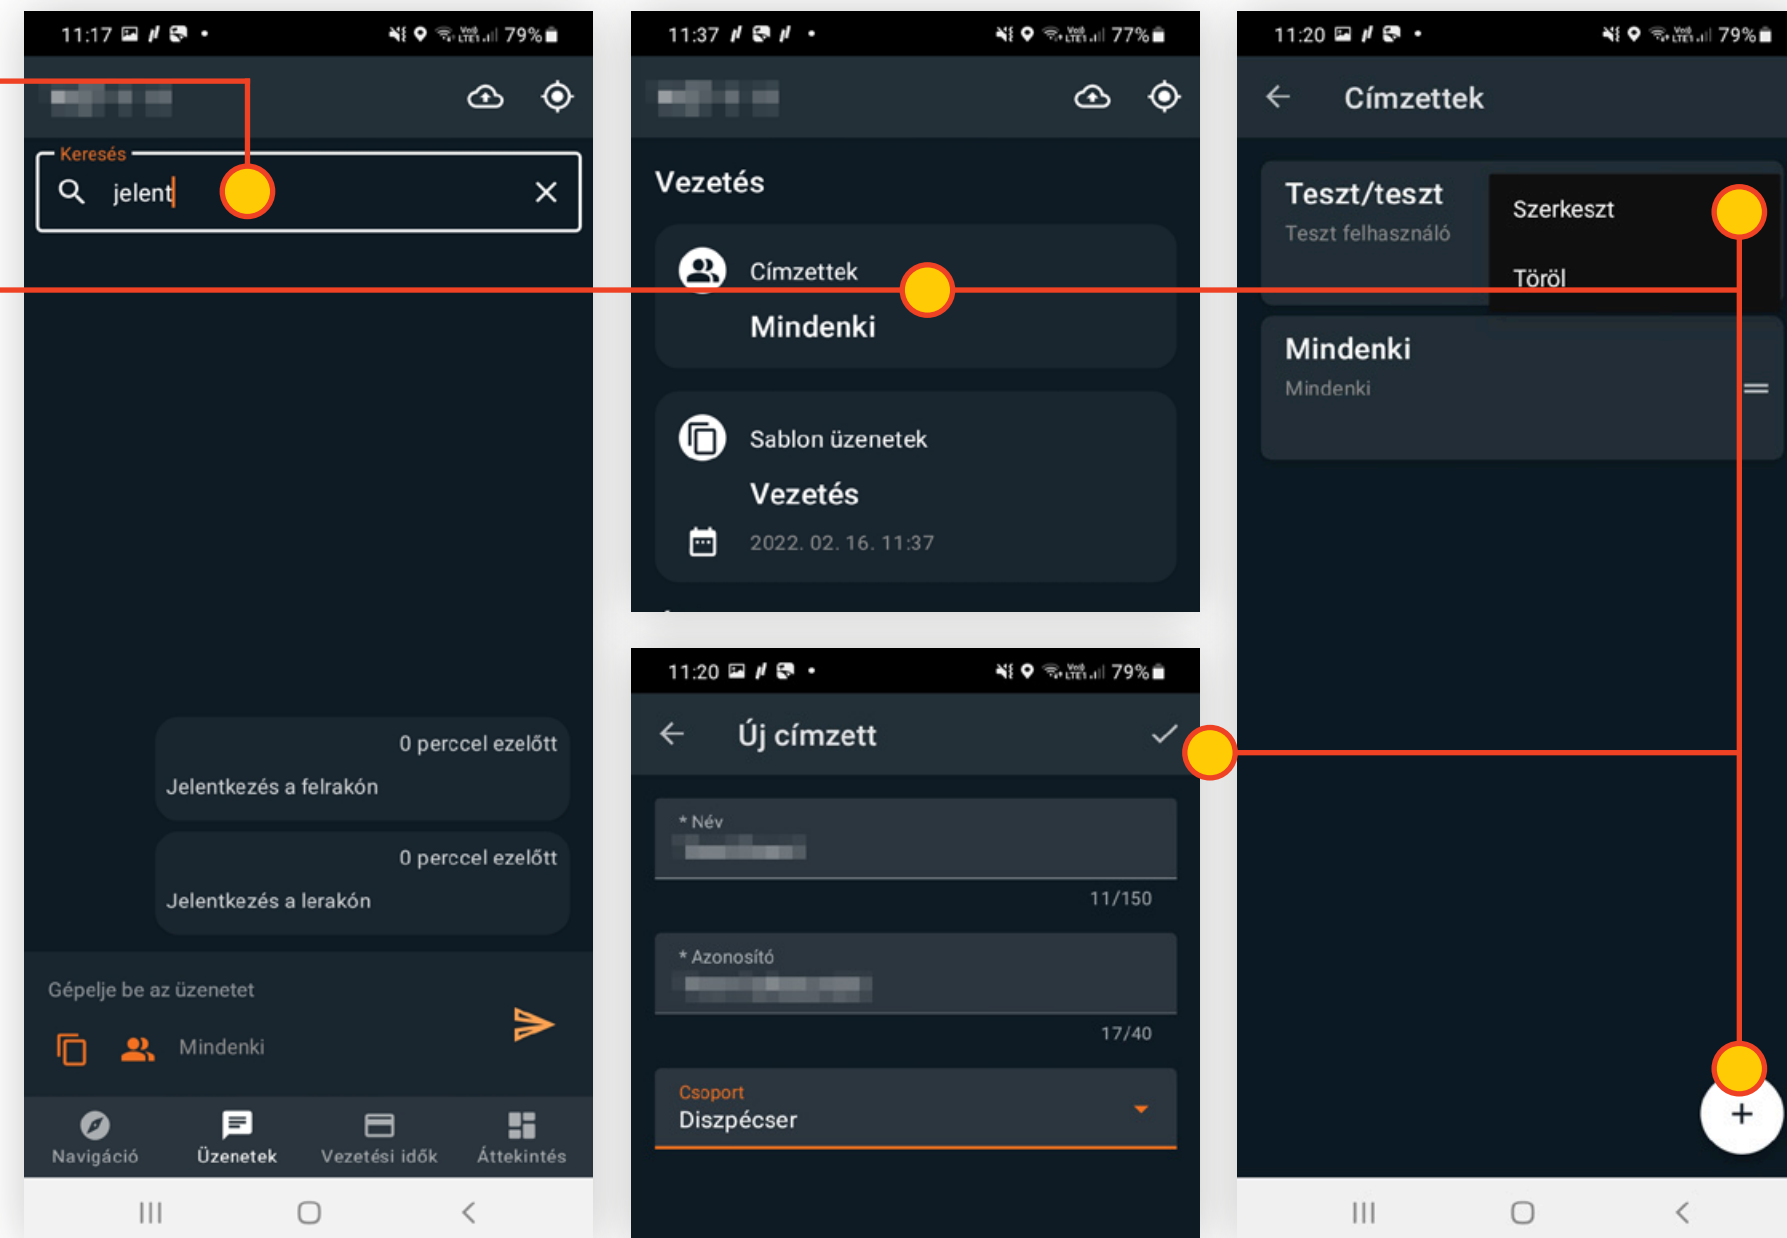 11:17
79%
Keresés
jelent
0 perccel ezelőtt
Jelentkezés a felrakón
0 perccel ezelőtt
Jelentkezés a lerakón
Gépelje be az üzenetet
Mindenki
Navigáció Üzenetek Vezetési idők Áttekintés
11:37
77%
Vezetés
Címzettek
Mindenki
Sablon üzenetek
Vezetés
2022. 02. 16. 11:37
11:20
79%
Új címzett
* Név
11/150
* Azonosító
17/40
Csoport
Diszpécser
11:20
79%
Címzettek
Teszt/teszt
Teszt felhasználó
Szerkeszt
Töröl
Mindenki
Mindenki